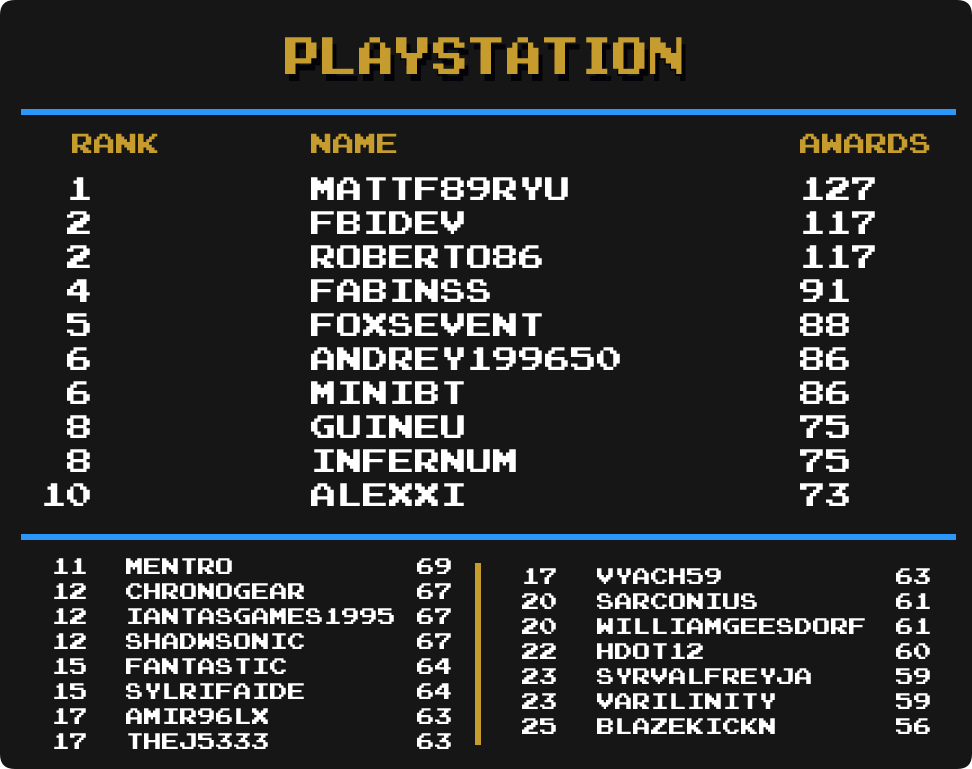 PLAYSTATION
RANK NAME AWARDS
1 MATTF89RYU 127
2 FBIDEV 117
2 ROBERTO86 117
4 FABINSS 91
5 FOXSEVENT 88
6 ANDREY199650 86
6 MINIBT 86
8 GUINEU 75
8 INFERNUM 75
10 ALEXXI 73
11 MENTRO 69
12 CHRONOGEAR 67
12 IANTASGAMES1995 67
12 SHADWSONIC 67
15 FANTASTIC 64
15 SYLRIFAIDE 64
17 AMIR96LX 63
17 THEJ5333 63
17 VYACH59 63
20 SARCONIUS 61
20 WILLIAMGEESDORF 61
22 HDOT12 60
23 SYRVALFREYJA 59
23 VARILINITY 59
25 BLAZEKICKN 56